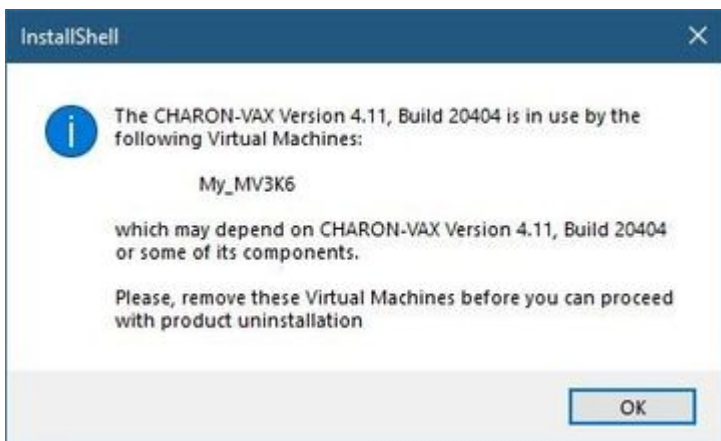 InstallShell
The CHARON-VAX Version 4.11, Build 20404 is in use by the
following Virtual Machines:
My_MV3K6
which may depend on CHARON-VAX Version 4.11, Build 20404
or some of its components.
Please, remove these Virtual Machines before you can proceed
with product uninstallation
OK